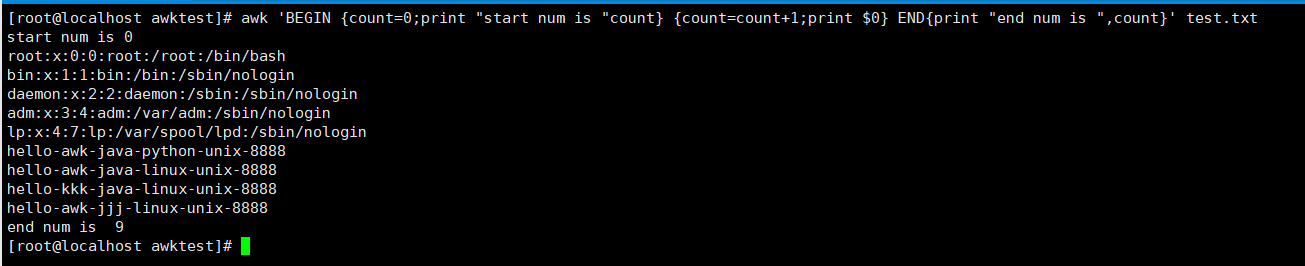 [root@localhost awktest]# awk 'BEGIN {count=0;print "start num is "count} {count=count+1;print $0} END{print "end num is ",count}' test.txt
start num is 0
root:x:0:0:root:/root:/bin/bash
bin:x:1:1:bin:/bin:/sbin/nologin
daemon:x:2:2:daemon:/sbin:/sbin/nologin
adm:x:3:4:adm:/var/adm:/sbin/nologin
lp:x:4:7:lp:/var/spool/lpd:/sbin/nologin
hello-awk-java-python-unix-8888
hello-awk-java-linux-unix-8888
hello-kkk-java-linux-unix-8888
hello-awk-jjj-linux-unix-8888
end num is  9
[root@localhost awktest]#